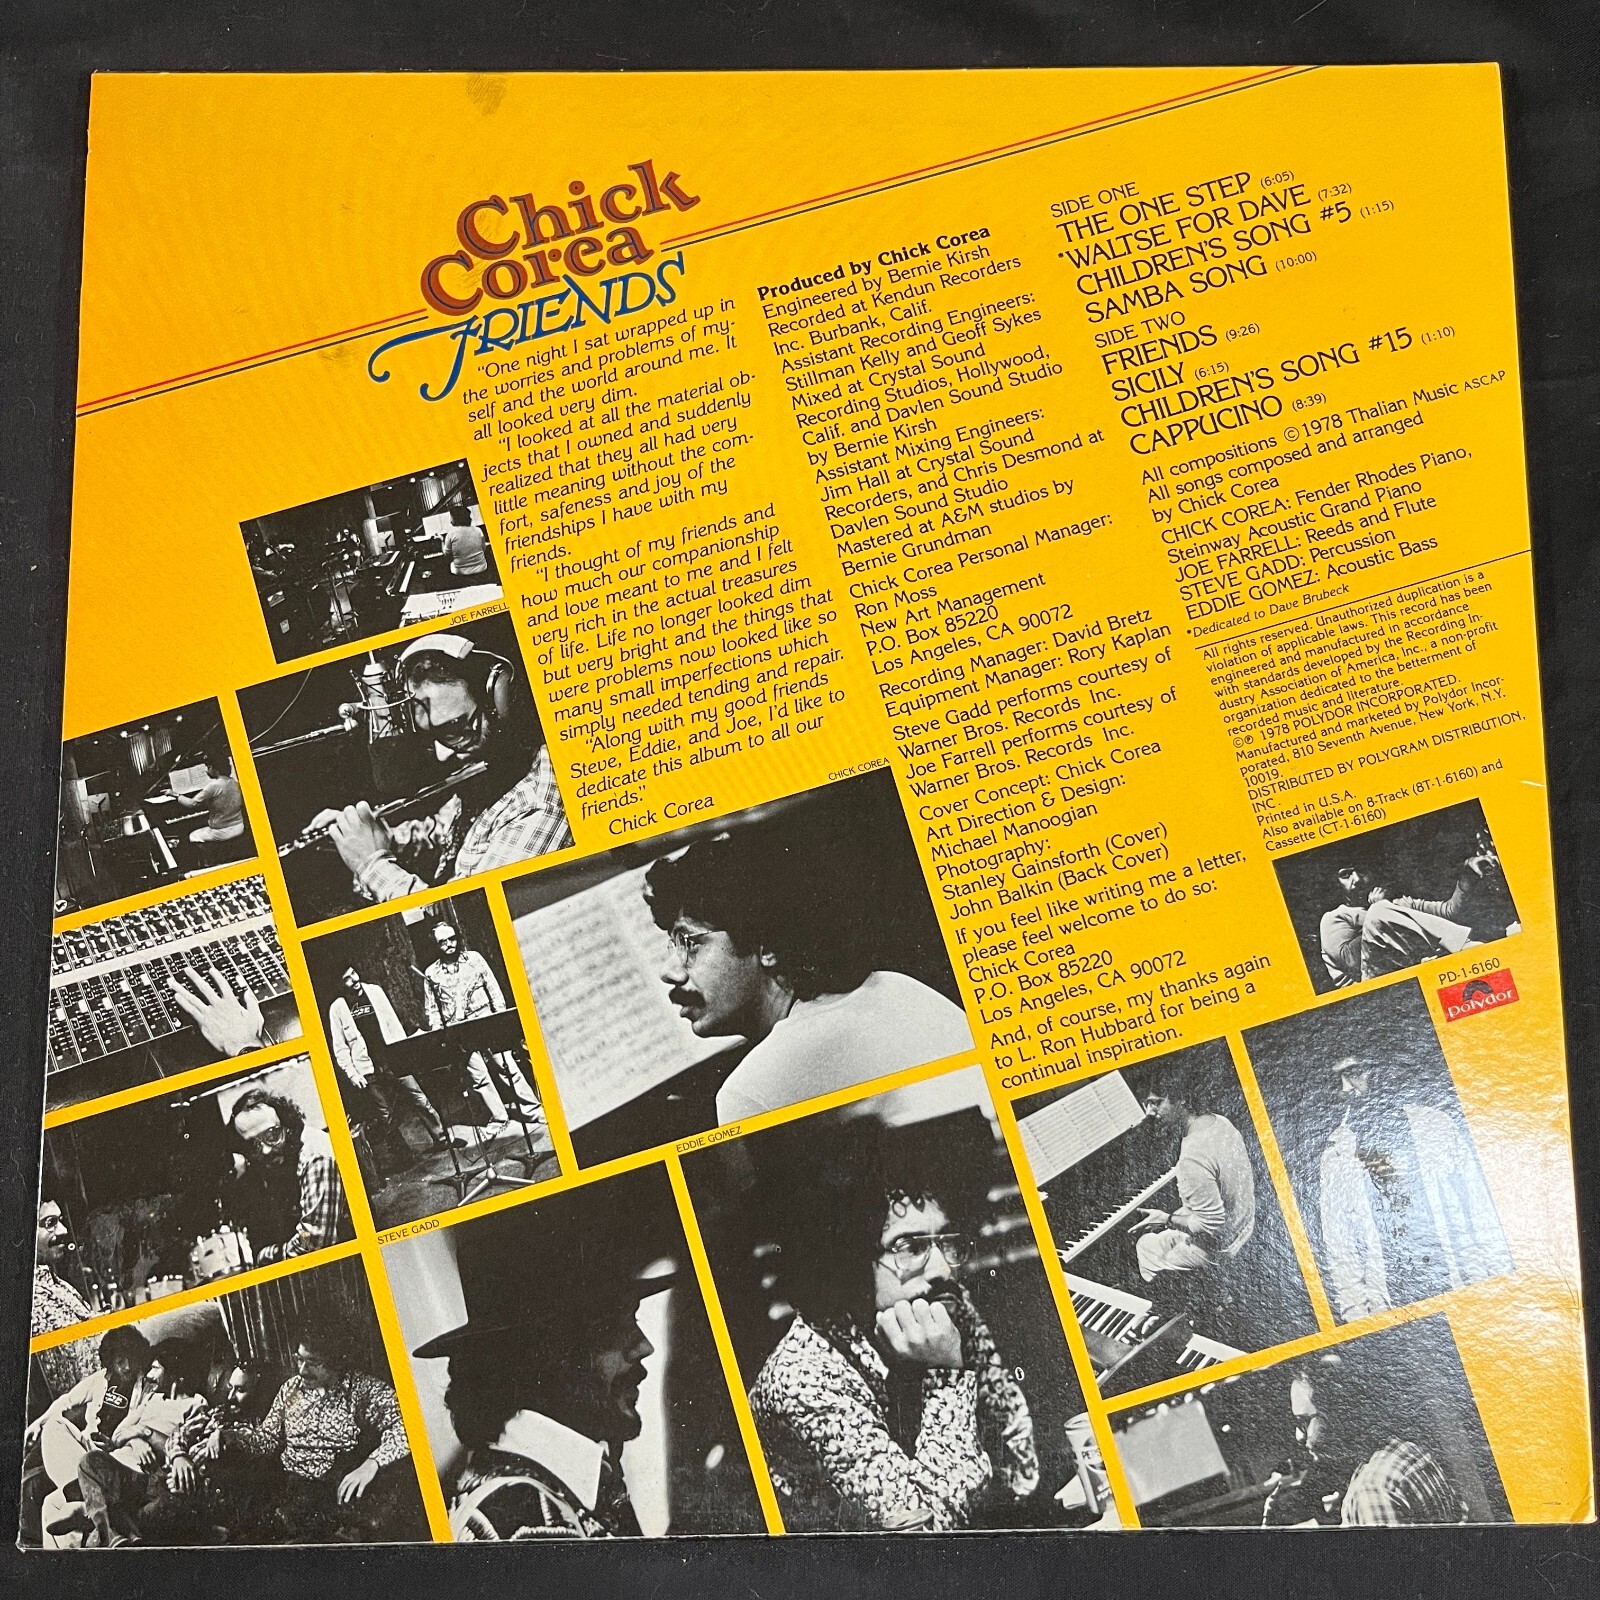 Chick
Corea
FRIENDS
"One night I sat wrapped up in
the worries and problems of my-
self and the world around me. It
all looked very dim.
"I looked at all the material ob-
jects that I owned and suddenly
realized that they all had very
little meaning without the com-
fort, safeness and joy of the
friendships I have with my
friends.
"I thought of my friends and
how much our companionship
and love meant to me and I felt
very rich in the actual treasures
of life. Life no longer looked dim
but very bright and the things that
were problems now looked like so
many small imperfections which
simply needed tending and repair.
"Along with my good friends
Steve, Eddie, and Joe, I'd like to
dedicate this album to all our
friends."
Chick Corea
Produced by Chick Corea
Engineered by Bernie Kirsh
Recorded at Kendun Recorders
Inc. Burbank, Calif.
Assistant Recording Engineers:
Stillman Kelly and Geoff Sykes
Mixed at Crystal Sound
Recording Studios, Hollywood,
Calif. and Davlen Sound Studio
by Bernie Kirsh
Assistant Mixing Engineers:
Jim Hall at Crystal Sound
Recorders, and Chris Desmond at
Davlen Sound Studio
Mastered at A&M studios by
Bernie Grundman
Chick Corea Personal Manager:
Ron Moss
New Art Management
P.O. Box 85220
Los Angeles, CA 90072
Recording Manager: David Bretz
Equipment Manager: Rory Kaplan
Steve Gadd performs courtesy of
Warner Bros. Records Inc.
Joe Farrell performs courtesy of
Warner Bros. Records Inc.
Cover Concept: Chick Corea
Art Direction & Design:
Michael Manoogian
Photography:
Stanley Gainsforth (Cover)
John Balkin (Back Cover)
If you feel like writing me a letter,
please feel welcome to do so:
Chick Corea
P.O. Box 85220
Los Angeles, CA 90072
And, of course, my thanks again
to L. Ron Hubbard for being a
continual inspiration.
SIDE ONE
THE ONE STEP (6:05)
*WALTSE FOR DAVE (7:32)
CHILDREN'S SONG #5 (1:15)
SAMBA SONG (10:00)
SIDE TWO
FRIENDS (9:26)
SICILY (6:15)
CHILDREN'S SONG #15 (1:10)
CAPPUCINO (8:39)
All compositions ©1978 Thalian Music ASCAP
All songs composed and arranged
by Chick Corea
CHICK COREA: Fender Rhodes Piano,
Steinway Acoustic Grand Piano
JOE FARRELL: Reeds and Flute
STEVE GADD: Percussion
EDDIE GOMEZ: Acoustic Bass
*Dedicated to Dave Brubeck
All rights reserved. Unauthorized duplication is a
violation of applicable laws. This record has been
engineered and manufactured in accordance
with standards developed by the Recording In-
dustry Association of America, Inc., a non-profit
organization dedicated to the betterment of
recorded music and literature.
©℗ 1978 POLYDOR INCORPORATED.
Manufactured and marketed by Polydor Incor-
porated, 810 Seventh Avenue, New York, N.Y.
10019.
DISTRIBUTED BY POLYGRAM DISTRIBUTION,
INC.
Printed in U.S.A.
Also available on 8-Track (8T-1-6160) and
Cassette (CT-1-6160)
PD-1-6160
Polydor
JOE FARRELL
CHICK COREA
EDDIE GOMEZ
STEVE GADD